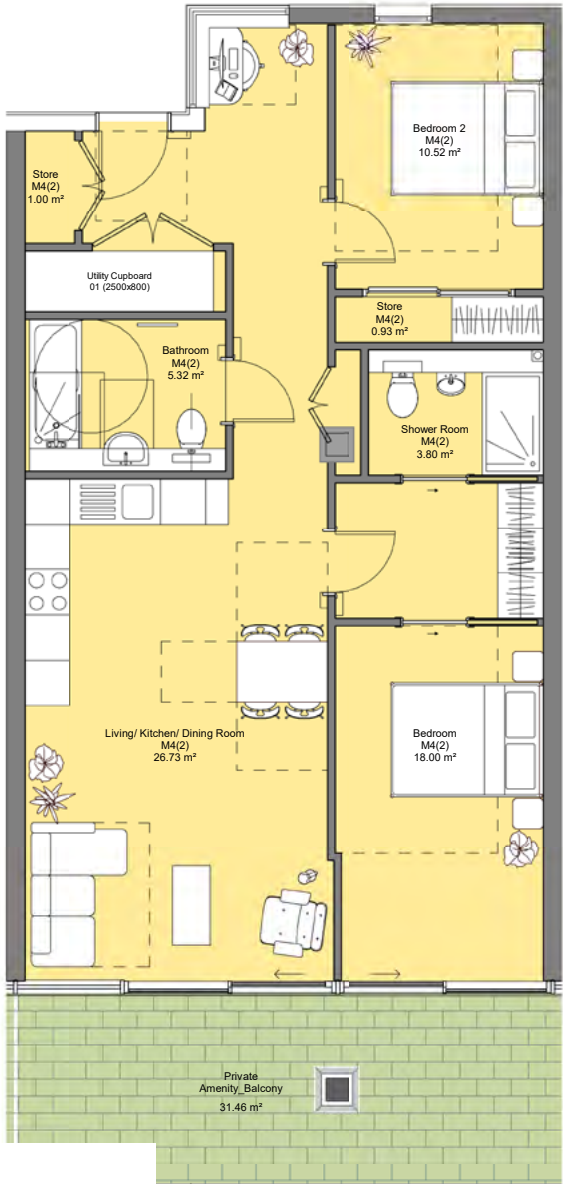 Bedroom 2
M4(2)
10.52 m²
Store
M4(2)
1.00 m²
Utility Cupboard
01 (2500x800)
Store
M4(2)
0.93 m²
Bathroom
M4(2)
5.32 m²
Shower Room
M4(2)
3.80 m²
Living/ Kitchen/ Dining Room
M4(2)
26.73 m²
Bedroom
M4(2)
18.00 m²
Private
Amenity_Balcony
31.46 m²